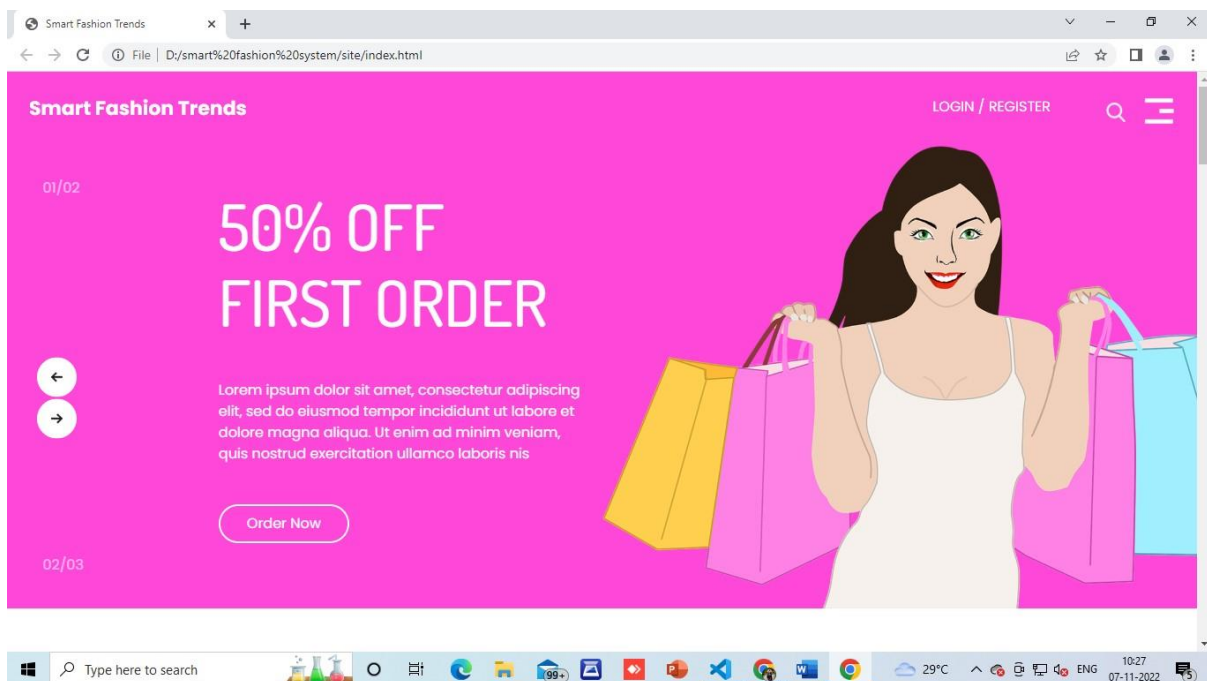 Smart Fashion Trends
File | D:/smart%20fashion%20system/site/index.html
Smart Fashion Trends
LOGIN / REGISTER
01/02
50% OFF
FIRST ORDER
Lorem ipsum dolor sit amet, consectetur adipiscing
elit, sed do eiusmod tempor incididunt ut labore et
dolore magna aliqua. Ut enim ad minim veniam,
quis nostrud exercitation ullamco laboris nis
Order Now
02/03
Type here to search
99+
29°C
ENG
10:27
07-11-2022
5